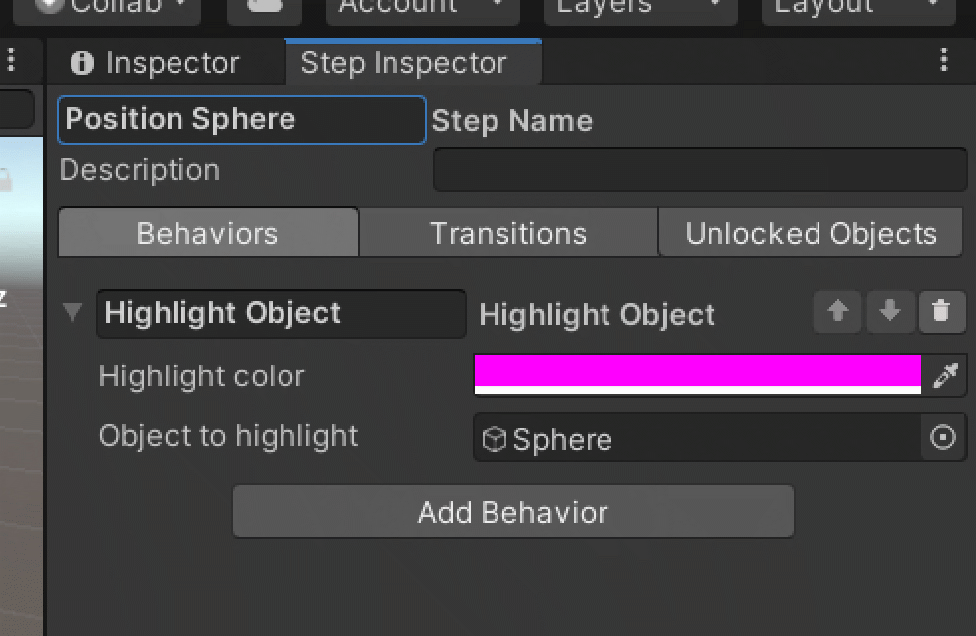 Collab Account Layers Layout
Inspector Step Inspector
Position Sphere Step Name
Description
Behaviors Transitions Unlocked Objects
Highlight Object Highlight Object
Highlight color
Object to highlight Sphere
Add Behavior